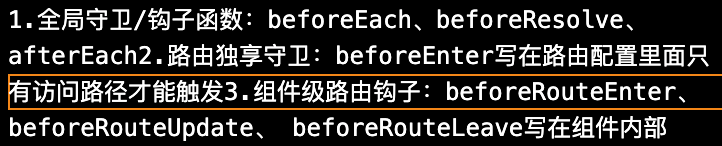 1.全局守卫/钩子函数：beforeEach、beforeResolve、
afterEach2.路由独享守卫：beforeEnter写在路由配置里面只
有访问路径才能触发3.组件级路由钩子：beforeRouteEnter、
beforeRouteUpdate、 beforeRouteLeave写在组件内部